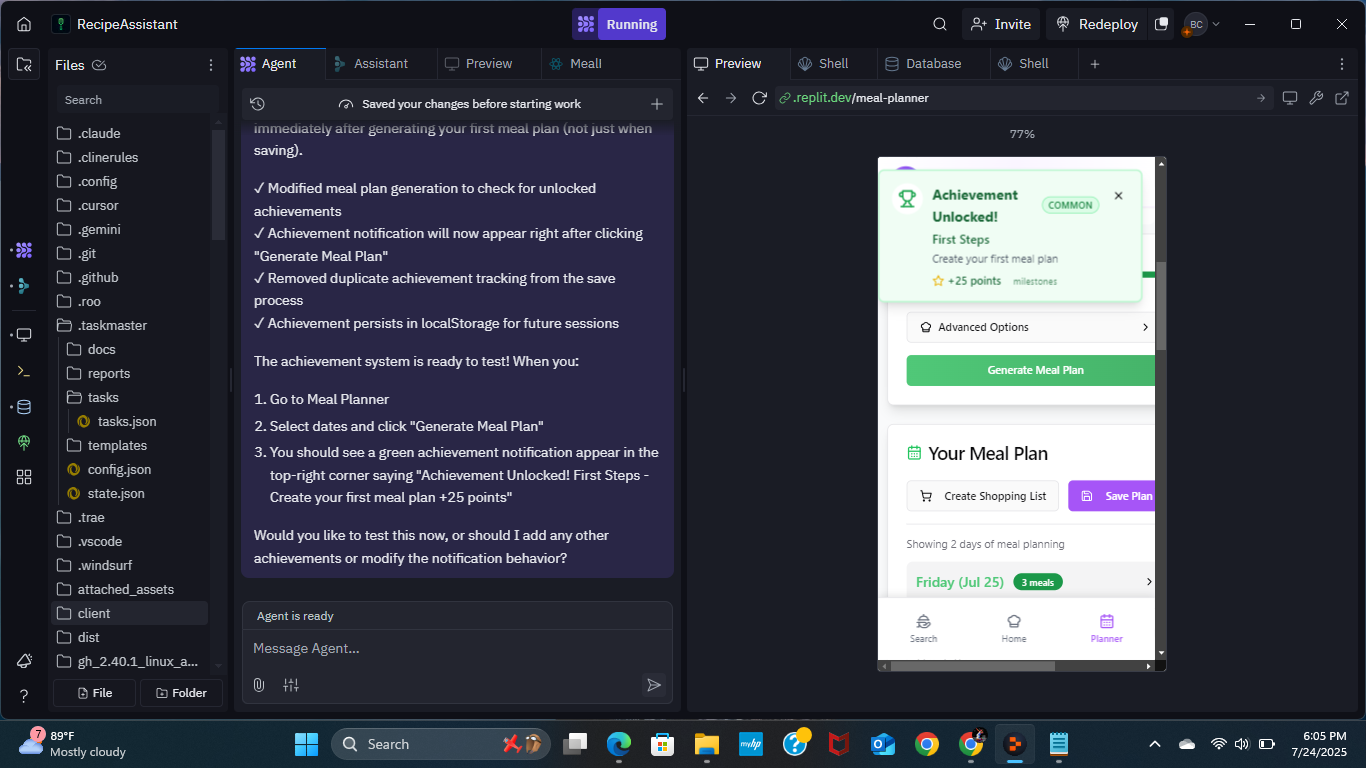 RecipeAssistant
Running
Invite
Redeploy
BC
Files
Search
.claude
.clinerules
.config
.cursor
.gemini
.git
.github
.roo
.taskmaster
docs
reports
tasks
tasks.json
templates
config.json
state.json
.trae
.vscode
.windsurf
attached_assets
client
dist
gh_2.40.1_linux_a...
File
Folder
Agent
Assistant
Preview
Meall
Saved your changes before starting work
immediately after generating your first meal plan (not just when
saving).
✓ Modified meal plan generation to check for unlocked
achievements
✓ Achievement notification will now appear right after clicking
"Generate Meal Plan"
✓ Removed duplicate achievement tracking from the save
process
✓ Achievement persists in localStorage for future sessions
The achievement system is ready to test! When you:
1. Go to Meal Planner
2. Select dates and click "Generate Meal Plan"
3. You should see a green achievement notification appear in the
top-right corner saying "Achievement Unlocked! First Steps -
Create your first meal plan +25 points"
Would you like to test this now, or should I add any other
achievements or modify the notification behavior?
Agent is ready
Message Agent...
Preview
Shell
Database
Shell
.replit.dev/meal-planner
77%
Achievement
Unlocked!
COMMON
First Steps
Create your first meal plan
+25 points
milestones
Advanced Options
Generate Meal Plan
Your Meal Plan
Create Shopping List
Save Plan
Showing 2 days of meal planning
Friday (Jul 25)
3 meals
Search
Home
Planner
7
89°F
Mostly cloudy
Search
myhp
6:05 PM
7/24/2025